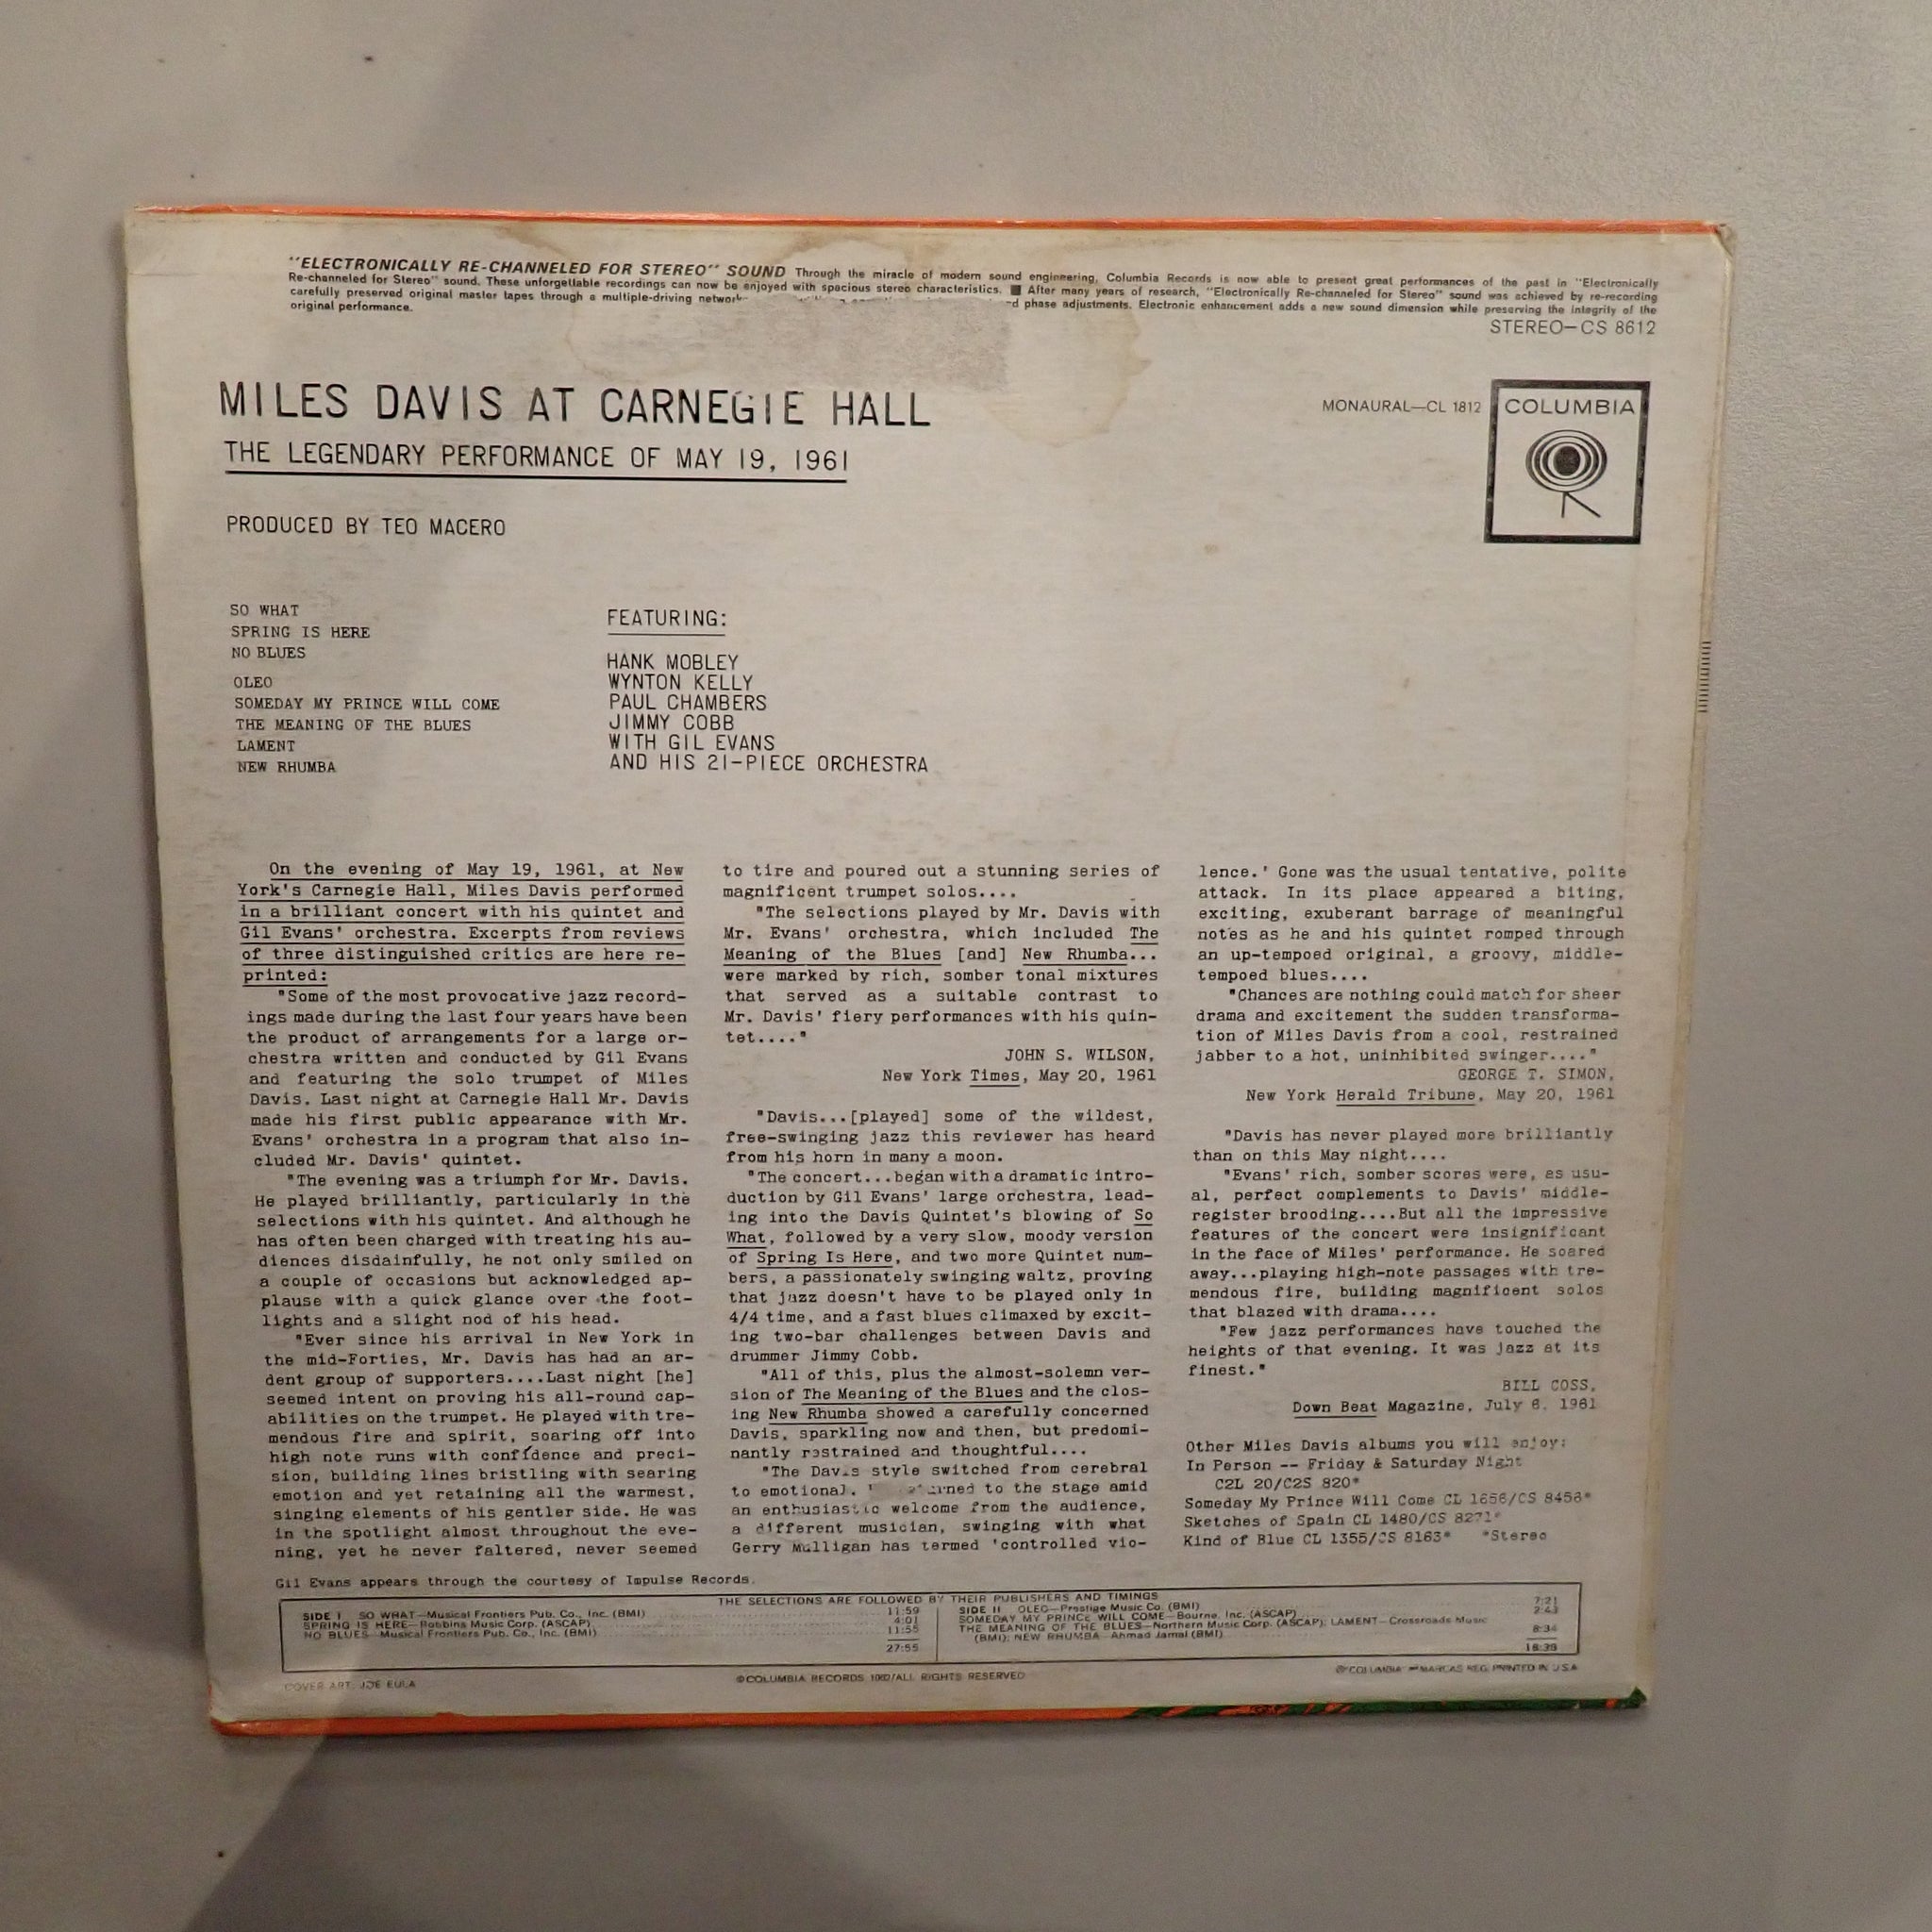 "ELECTRONICALLY RE-CHANNELED FOR STEREO" SOUND Through the miracle of modern sound engineering, Columbia Records is now able to present great performances of the past in "Electronically
Re-channeled for Stereo" sound. These unforgettable recordings can now be enjoyed with spacious stereo characteristics. ■ After many years of research, "Electronically Re-channeled for Stereo" sound was achieved by re-recording
carefully preserved original master tapes through a multiple-driving phase adjustments. Electronic enhancement adds a new sound dimension while preserving the integrity of the
original performance.
STEREO—CS 8612
MILES DAVIS AT CARNEGIE HALL
THE LEGENDARY PERFORMANCE OF MAY 19, 1961
MONAURAL—CL 1812
COLUMBIA
PRODUCED BY TEO MACERO
SO WHAT
SPRING IS HERE
NO BLUES
OLEO
SOMEDAY MY PRINCE WILL COME
THE MEANING OF THE BLUES
LAMENT
NEW RHUMBA
FEATURING:
HANK MOBLEY
WYNTON KELLY
PAUL CHAMBERS
JIMMY COBB
WITH GIL EVANS
AND HIS 21-PIECE ORCHESTRA
On the evening of May 19, 1961, at New
York's Carnegie Hall, Miles Davis performed
in a brilliant concert with his quintet and
Gil Evans' orchestra. Excerpts from reviews
of three distinguished critics are here re-
printed:
"Some of the most provocative jazz record-
ings made during the last four years have been
the product of arrangements for a large or-
chestra written and conducted by Gil Evans
and featuring the solo trumpet of Miles
Davis. Last night at Carnegie Hall Mr. Davis
made his first public appearance with Mr.
Evans' orchestra in a program that also in-
cluded Mr. Davis' quintet.
"The evening was a triumph for Mr. Davis.
He played brilliantly, particularly in the
selections with his quintet. And although he
has often been charged with treating his au-
diences disdainfully, he not only smiled on
a couple of occasions but acknowledged ap-
plause with a quick glance over the foot-
lights and a slight nod of his head.
"Ever since his arrival in New York in
the mid-Forties, Mr. Davis has had an ar-
dent group of supporters....Last night [he]
seemed intent on proving his all-round cap-
abilities on the trumpet. He played with tre-
mendous fire and spirit, soaring off into
high note runs with confidence and preci-
sion, building lines bristling with searing
emotion and yet retaining all the warmest,
singing elements of his gentler side. He was
in the spotlight almost throughout the eve-
ning, yet he never faltered, never seemed
to tire and poured out a stunning series of
magnificent trumpet solos....
"The selections played by Mr. Davis with
Mr. Evans' orchestra, which included The
Meaning of the Blues [and] New Rhumba...
were marked by rich, somber tonal mixtures
that served as a suitable contrast to
Mr. Davis' fiery performances with his quin-
tet...."
JOHN S. WILSON,
New York Times, May 20, 1961
"Davis...[played] some of the wildest,
free-swinging jazz this reviewer has heard
from his horn in many a moon.
"The concert...began with a dramatic intro-
duction by Gil Evans' large orchestra, lead-
ing into the Davis Quintet's blowing of So
What, followed by a very slow, moody version
of Spring Is Here, and two more Quintet num-
bers, a passionately swinging waltz, proving
that jazz doesn't have to be played only in
4/4 time, and a fast blues climaxed by excit-
ing two-bar challenges between Davis and
drummer Jimmy Cobb.
"All of this, plus the almost-solemn ver-
sion of The Meaning of the Blues and the clos-
ing New Rhumba showed a carefully concerned
Davis, sparkling now and then, but predomi-
nantly restrained and thoughtful....
"The Davis style switched from cerebral
to emotional. to the stage amid
an enthusiastic welcome from the audience,
a different musician, swinging with what
Gerry Mulligan has termed 'controlled vio-
lence.' Gone was the usual tentative, polite
attack. In its place appeared a biting,
exciting, exuberant barrage of meaningful
notes as he and his quintet romped through
an up-tempoed original, a groovy, middle-
tempoed blues....
"Chances are nothing could match for sheer
drama and excitement the sudden transforma-
tion of Miles Davis from a cool, restrained
jabber to a hot, uninhibited swinger...."
GEORGE T. SIMON,
New York Herald Tribune, May 20, 1961
"Davis has never played more brilliantly
than on this May night....
"Evans' rich, somber scores were, as usu-
al, perfect complements to Davis' middle-
register brooding....But all the impressive
features of the concert were insignificant
in the face of Miles' performance. He soared
away...playing high-note passages with tre-
mendous fire, building magnificent solos
that blazed with drama....
"Few jazz performances have touched the
heights of that evening. It was jazz at its
finest."
BILL COSS,
Down Beat Magazine, July 6, 1961
Other Miles Davis albums you will enjoy:
In Person -- Friday & Saturday Night
C2L 20/C2S 820*
Someday My Prince Will Come CL 1656/CS 8456*
Sketches of Spain CL 1480/CS 8271*
Kind of Blue CL 1355/CS 8163* *Stereo
Gil Evans appears through the courtesy of Impulse Records.
THE SELECTIONS ARE FOLLOWED BY THEIR PUBLISHERS AND TIMINGS
SIDE I SO WHAT—Musical Frontiers Pub. Co., Inc. (BMI) 11:59
SPRING IS HERE—Robbins Music Corp. (ASCAP) 4:01
NO BLUES—Musical Frontiers Pub. Co., Inc. (BMI) 11:55
27:55
SIDE II OLEO—Prestige Music Co. (BMI) 7:21
SOMEDAY MY PRINCE WILL COME—Bourne, Inc. (ASCAP) 2:43
THE MEANING OF THE BLUES—Northern Music Corp. (ASCAP); LAMENT—Crossroads Music
(BMI); NEW RHUMBA—Ahmad Jamal (BMI) 8:34
18:38
COVER ART: JOE EULA
©COLUMBIA RECORDS 1962/ALL RIGHTS RESERVED
®"COLUMBIA" MARCAS REG. PRINTED IN U.S.A.